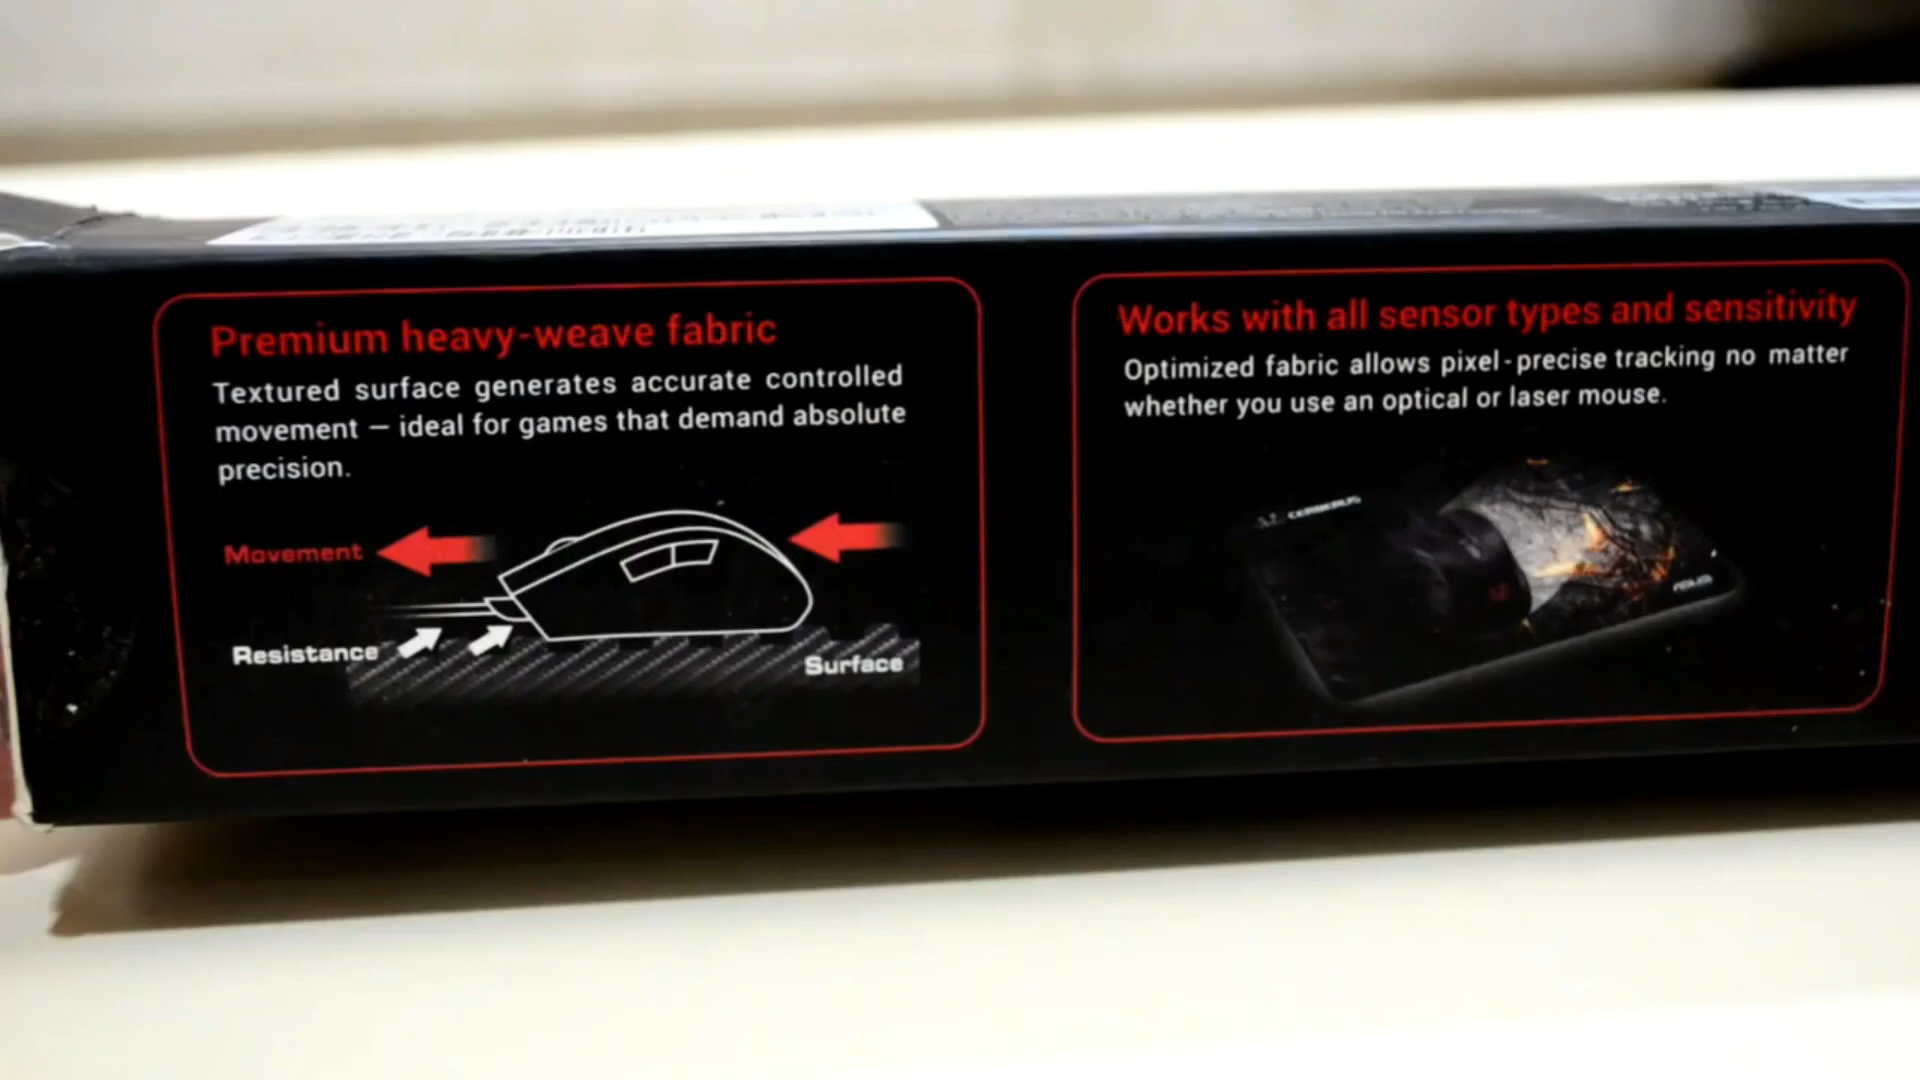 Premium heavy-weave fabric
Textured surface generates accurate controlled
movement — ideal for games that demand absolute
precision.
Movement
Resistance
Surface
Works with all sensor types and sensitivity
Optimized fabric allows pixel-precise tracking no matter
whether you use an optical or laser mouse.
CERBERUS
ASUS